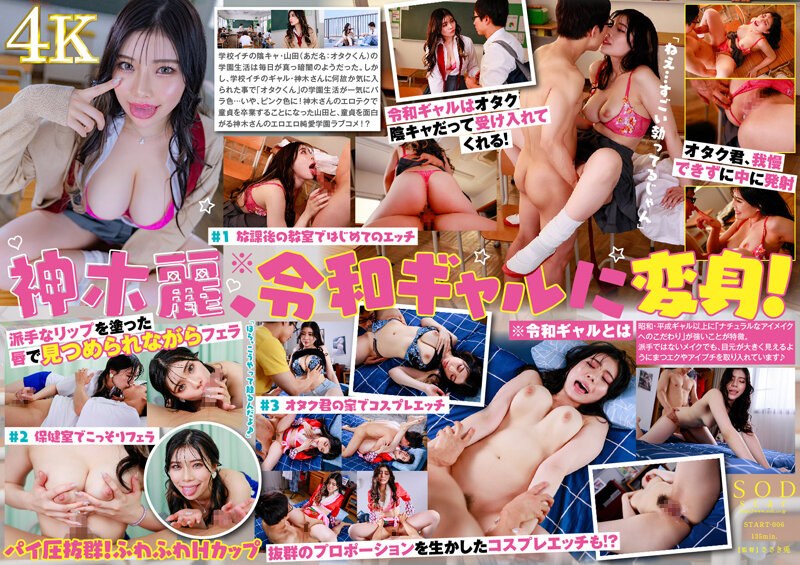 4K
学校イチの陰キャ・山田(あだ名:オタクくん)の
学園生活は毎日が真っ暗闇のようだった。しか
し、学校イチのギャル・神木さんに何故か気に入
られた事で「オタクくん」の学園生活が一気にバ
ラ色…いや、ピンク色に!神木さんのエロテクで
童貞を卒業することになった山田と、童貞を面白
がる神木さんのエロエロ純愛学園ラブコメ!?
令和ギャルはオタク
陰キャだって受け入れて
くれる!
「ねぇ…すごい勃ってるじゃん」
オタク君、我慢
できずに中に発射
#1 放課後の教室ではじめてのエッチ
神木麗、※令和ギャルに変身!
派手なリップを塗った
唇で見つめられながらフェラ
#2 保健室でこっそりフェラ
パイ圧抜群!ふわふわHカップ
#3 オタク君の家でコスプレエッチ
抜群のプロポーションを生かしたコスプレエッチも!?
※令和ギャルとは
昭和・平成ギャル以上に「ナチュラルなアイメイク
へのこだわり」が強いことが特徴。
派手ではないメイクでも、目元が大きく見えるよ
うにまつエクやアイプチを取り入れています♪
SOD